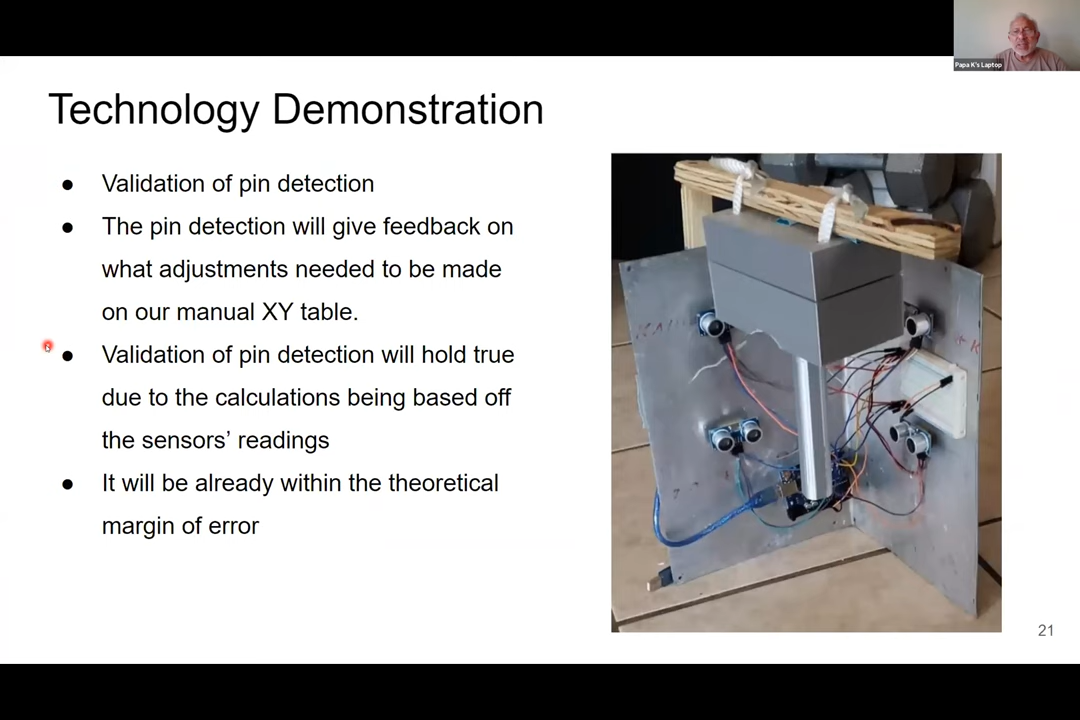 Papa K's Laptop
Technology Demonstration
● Validation of pin detection
● The pin detection will give feedback on
what adjustments needed to be made
on our manual XY table.
● Validation of pin detection will hold true
due to the calculations being based off
the sensors’ readings
● It will be already within the theoretical
margin of error
21